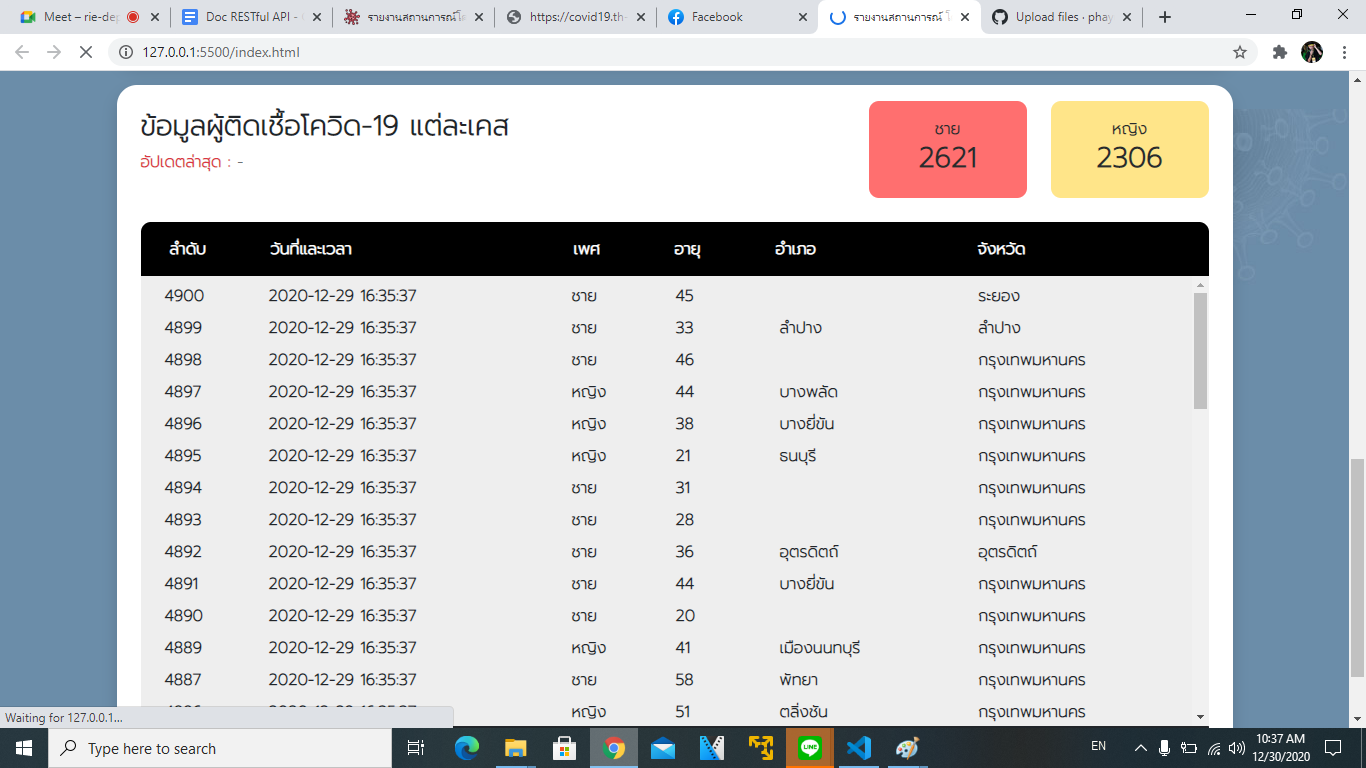 Meet – rie-dep
Doc RESTful API -
รายงานสถานการณ์โค
https://covid19.th-
Facebook
รายงานสถานการณ์ โ
Upload files · phay
127.0.0.1:5500/index.html
ข้อมูลผู้ติดเชื้อโควิด-19 แต่ละเคส
อัปเดตล่าสุด : -
ชาย
2621
หญิง
2306
ลำดับ วันที่และเวลา เพศ อายุ อำเภอ จังหวัด
4900 2020-12-29 16:35:37 ชาย 45 ระยอง
4899 2020-12-29 16:35:37 ชาย 33 ลำปาง ลำปาง
4898 2020-12-29 16:35:37 ชาย 46 กรุงเทพมหานคร
4897 2020-12-29 16:35:37 หญิง 44 บางพลัด กรุงเทพมหานคร
4896 2020-12-29 16:35:37 หญิง 38 บางยี่ขัน กรุงเทพมหานคร
4895 2020-12-29 16:35:37 หญิง 21 ธนบุรี กรุงเทพมหานคร
4894 2020-12-29 16:35:37 ชาย 31 กรุงเทพมหานคร
4893 2020-12-29 16:35:37 ชาย 28 กรุงเทพมหานคร
4892 2020-12-29 16:35:37 ชาย 36 อุตรดิตถ์ อุตรดิตถ์
4891 2020-12-29 16:35:37 ชาย 44 บางยี่ขัน กรุงเทพมหานคร
4890 2020-12-29 16:35:37 ชาย 20 กรุงเทพมหานคร
4889 2020-12-29 16:35:37 หญิง 41 เมืองนนทบุรี กรุงเทพมหานคร
4887 2020-12-29 16:35:37 ชาย 58 พัทยา กรุงเทพมหานคร
หญิง 51 ตลิ่งชัน กรุงเทพมหานคร
Waiting for 127.0.0.1...
Type here to search
LINE
EN
10:37 AM
12/30/2020